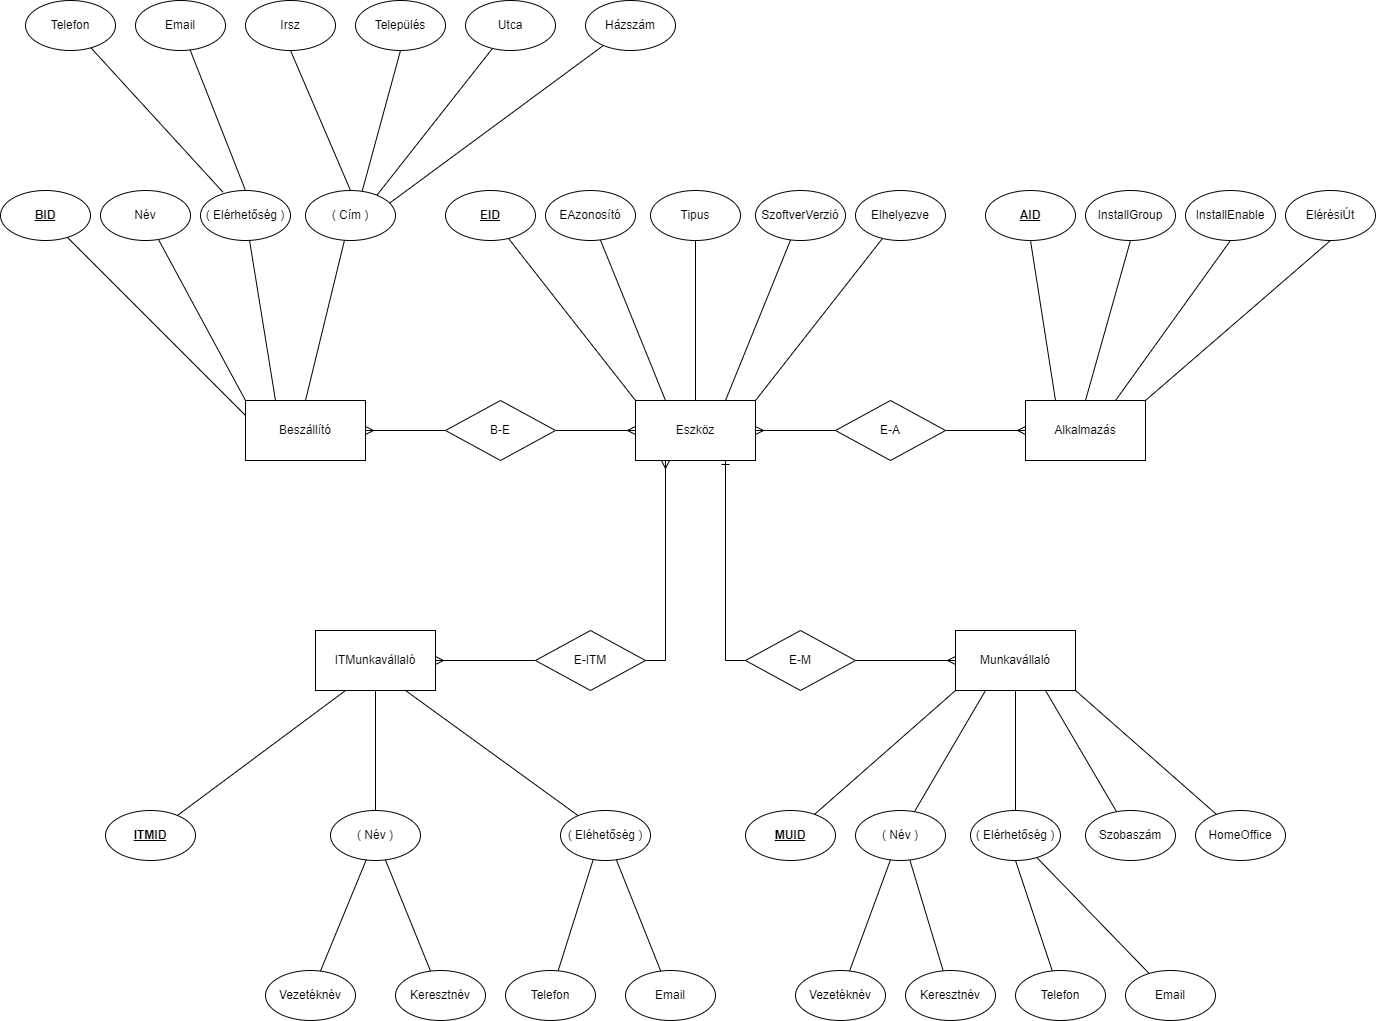 Telefon
Email
Irsz
Település
Utca
Házszám
BID
Név
( Elérhetőség )
( Cím )
EID
EAzonosító
Tipus
SzoftverVerzió
Elhelyezve
AID
InstallGroup
InstallEnable
ElérésiÚt
Beszállító
B-E
Eszköz
E-A
Alkalmazás
ITMunkavállaló
E-ITM
E-M
Munkavállaló
ITMID
( Név )
( Eléhetőség )
MUID
( Név )
( Elérhetőség )
Szobaszám
HomeOffice
Vezetéknév
Keresztnév
Telefon
Email
Vezetéknév
Keresztnév
Telefon
Email